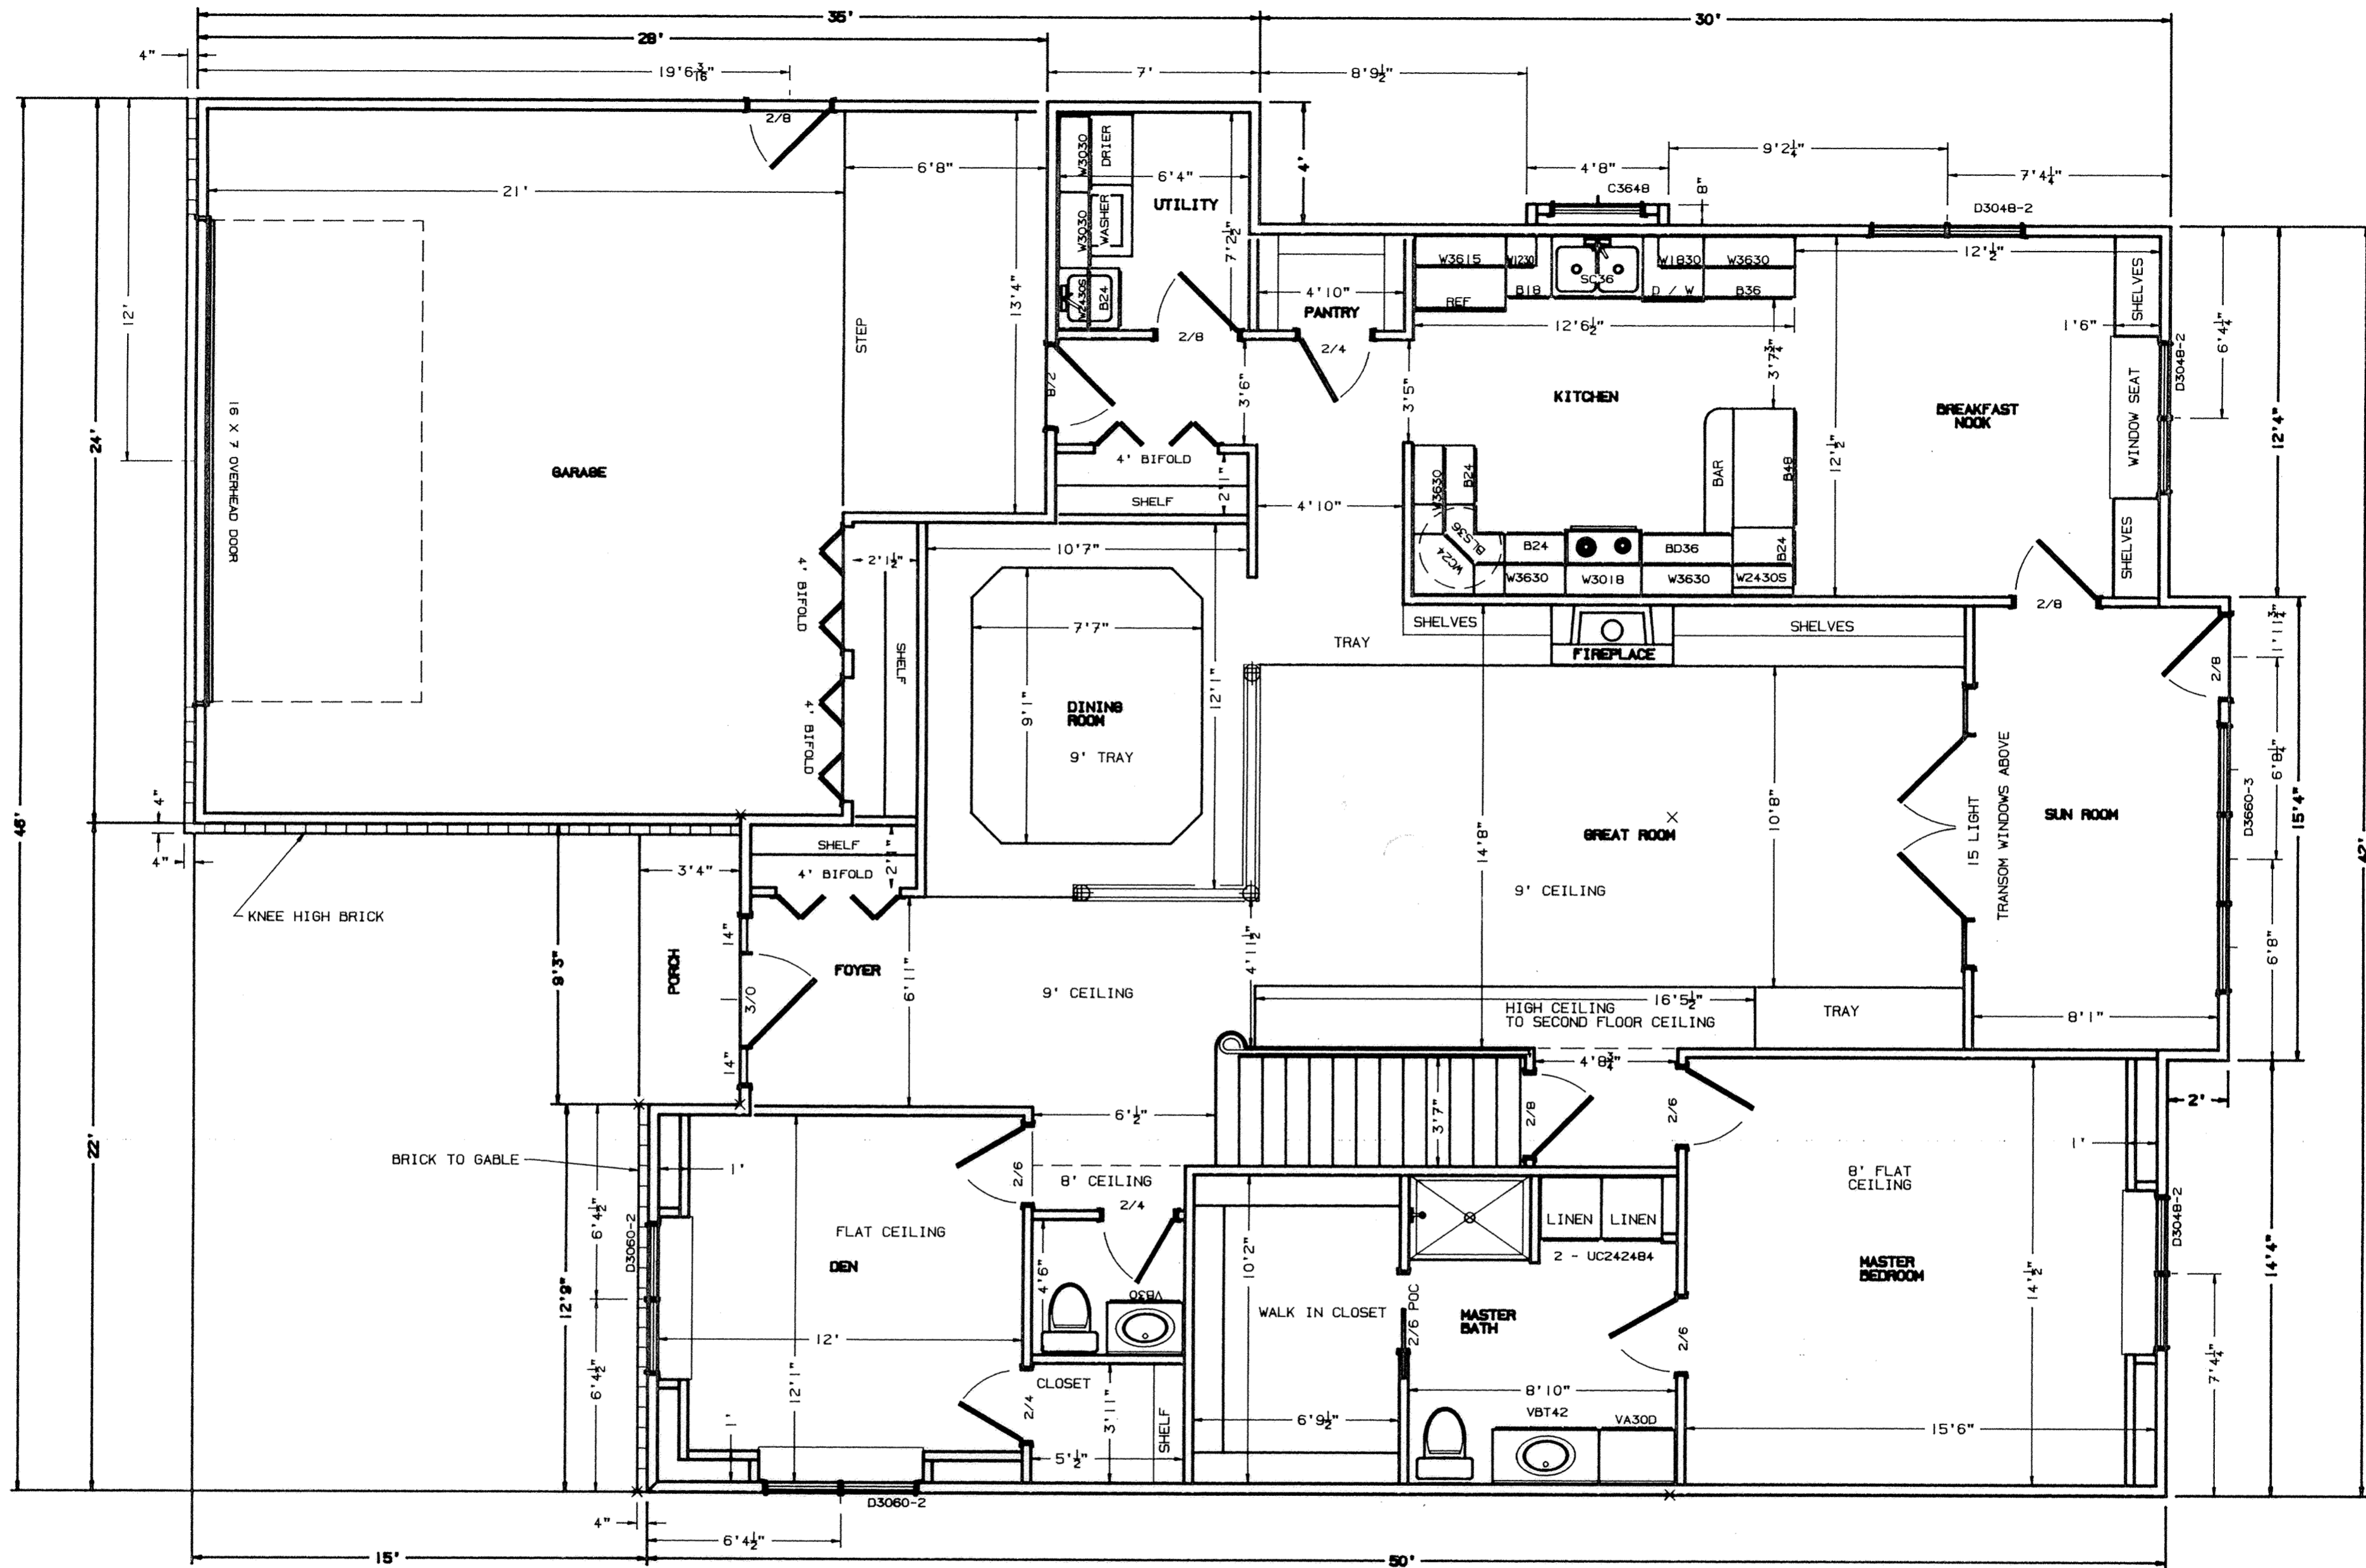 35'
30'
28'
4"
19'6 3/16"
7'
8'9 1/2"
2/8
6'8"
W3030
DRIER
6'4"
UTILITY
4'
4'8"
C3648
8"
9'2 1/4"
7'4 1/4"
D3048-2
21'
W3030
WASHER
7'2 1/2"
W2430S
B24
4'10"
PANTRY
W3615
W1230
REF
B18
SC36
W1830
D / W
W3630
B36
12' 1/2"
SHELVES
1'6"
6'4 1/4"
D3048-2
12'
13'4"
STEP
2/8
2/4
12'6 1/2"
3'7 3/4"
2/8
3'6"
3'5"
KITCHEN
BREAKFAST
NOOK
WINDOW SEAT
12'4"
24'
16 X 7 OVERHEAD DOOR
GARAGE
4' BIFOLD
SHELF
2'1"
4'10"
W3630
B24
BAR
B48
12' 1/2"
WC24
BLS36
B24
BD36
B24
W3630
W3018
W3630
W2430S
SHELVES
4' BIFOLD
2'1 1/2"
10'7"
2/8
1'11 3/4"
7'7"
TRAY
SHELVES
FIREPLACE
SHELVES
SHELF
2/8
4' BIFOLD
9'1"
DINING
ROOM
9' TRAY
12'1"
14'8"
GREAT ROOM
10'8"
15 LIGHT
TRANSOM WINDOWS ABOVE
SUN ROOM
D3660-3
6'8 1/4"
15'4"
46'
42'
4"
4"
SHELF
4' BIFOLD
2'1"
3'4"
KNEE HIGH BRICK
9' CEILING
14"
9'3"
PORCH
FOYER
3/0
14"
6'11"
9' CEILING
4'11 1/2"
16'5 1/2"
HIGH CEILING
TO SECOND FLOOR CEILING
TRAY
8'1"
6'8"
4'8 3/4"
6' 1/2"
3'7"
2/8
2/6
2'
22'
BRICK TO GABLE
1'
2/6
8' CEILING
1'
8' FLAT
CEILING
6'4 1/2"
D3060-2
FLAT CEILING
DEN
2/4
4'6"
VB30
10'2"
WALK IN CLOSET
LINEN
LINEN
2 - UC242484
2/6 POC
MASTER
BATH
2/6
MASTER
BEDROOM
14' 1/2"
D3048-2
14'4"
12'9"
12'
6'4 1/2"
12'1"
1'
CLOSET
2/4
3'11"
SHELF
5' 1/2"
6'9 1/2"
8'10"
VBT42
VA30D
15'6"
7'4 1/4"
D3060-2
4"
6'4 1/2"
15'
50'